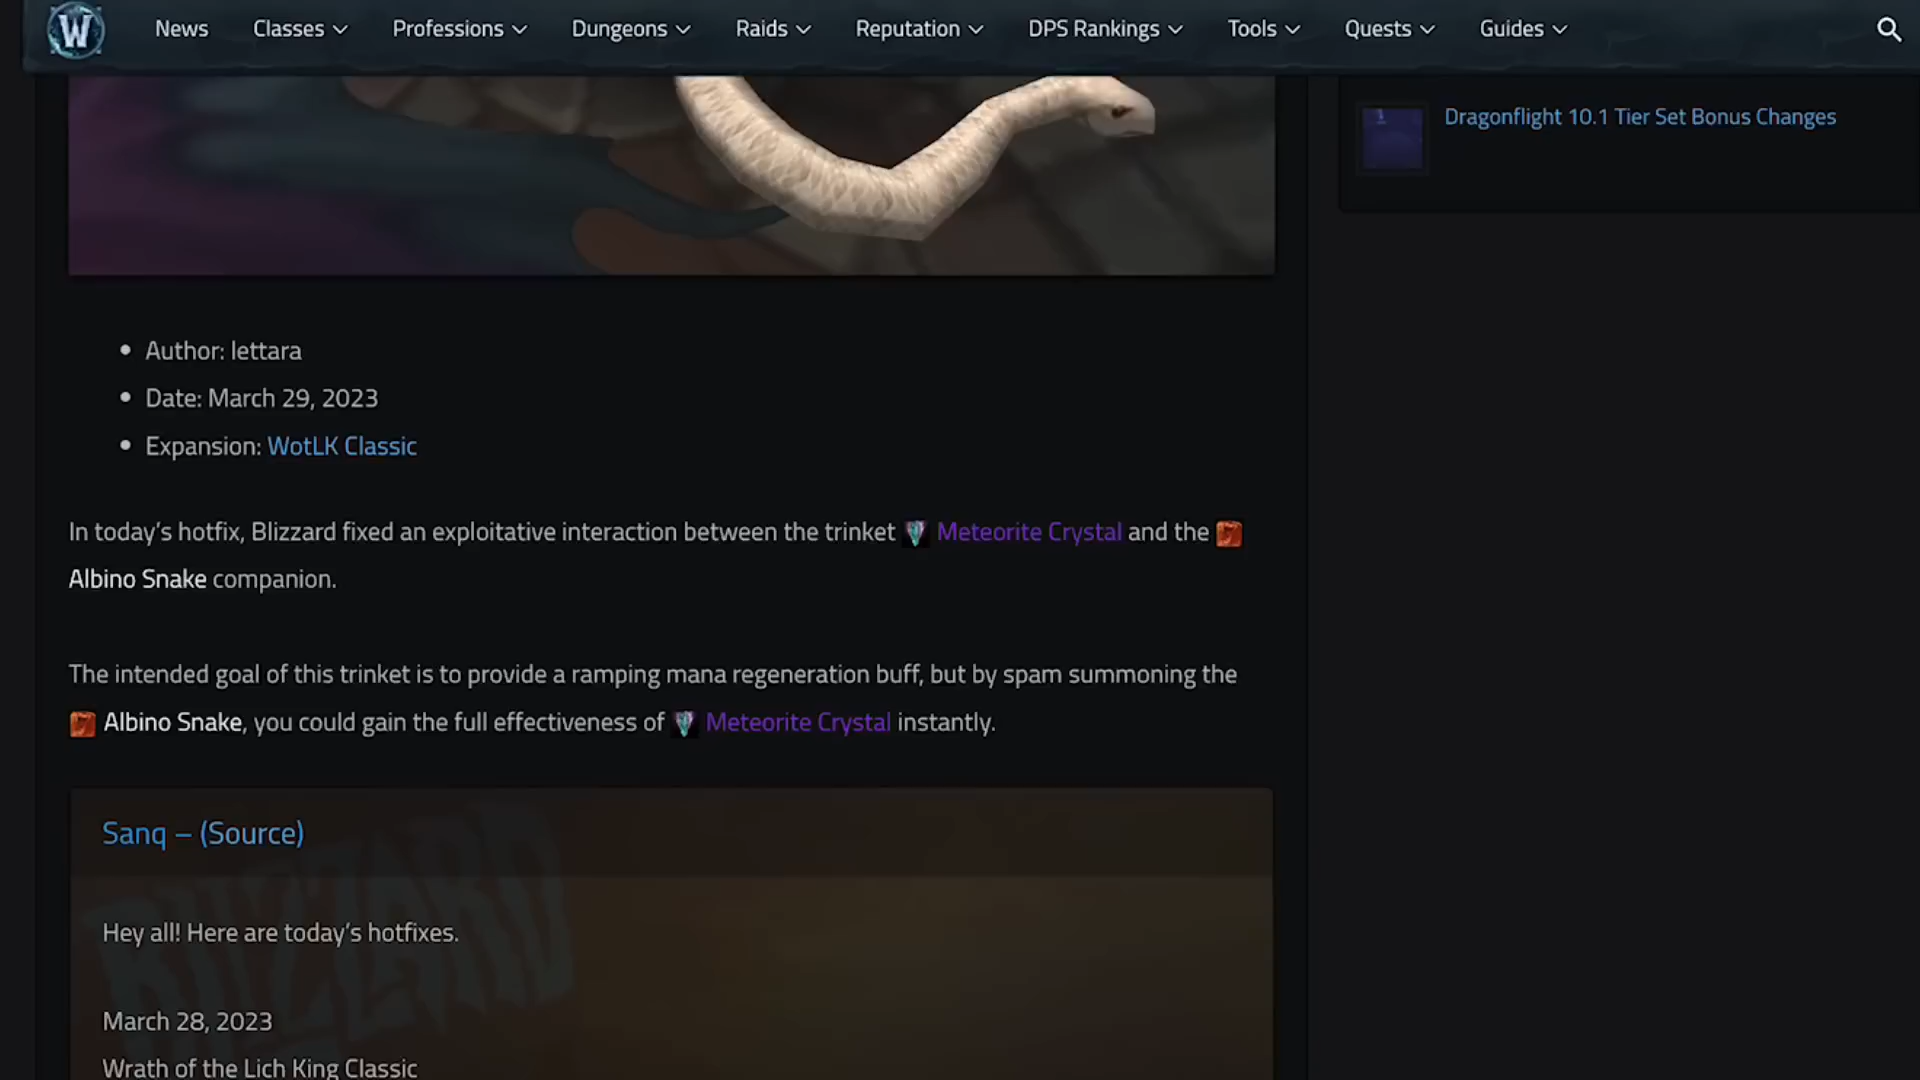 W News Classes Professions Dungeons Raids Reputation DPS Rankings Tools Quests Guides
Dragonflight 10.1 Tier Set Bonus Changes
• Author: lettara
• Date: March 29, 2023
• Expansion: WotLK Classic
In today’s hotfix, Blizzard fixed an exploitative interaction between the trinket Meteorite Crystal and the
Albino Snake companion.
The intended goal of this trinket is to provide a ramping mana regeneration buff, but by spam summoning the
Albino Snake, you could gain the full effectiveness of Meteorite Crystal instantly.
Sanq – (Source)
BLIZZARD
Hey all! Here are today’s hotfixes.
March 28, 2023
Wrath of the Lich King Classic